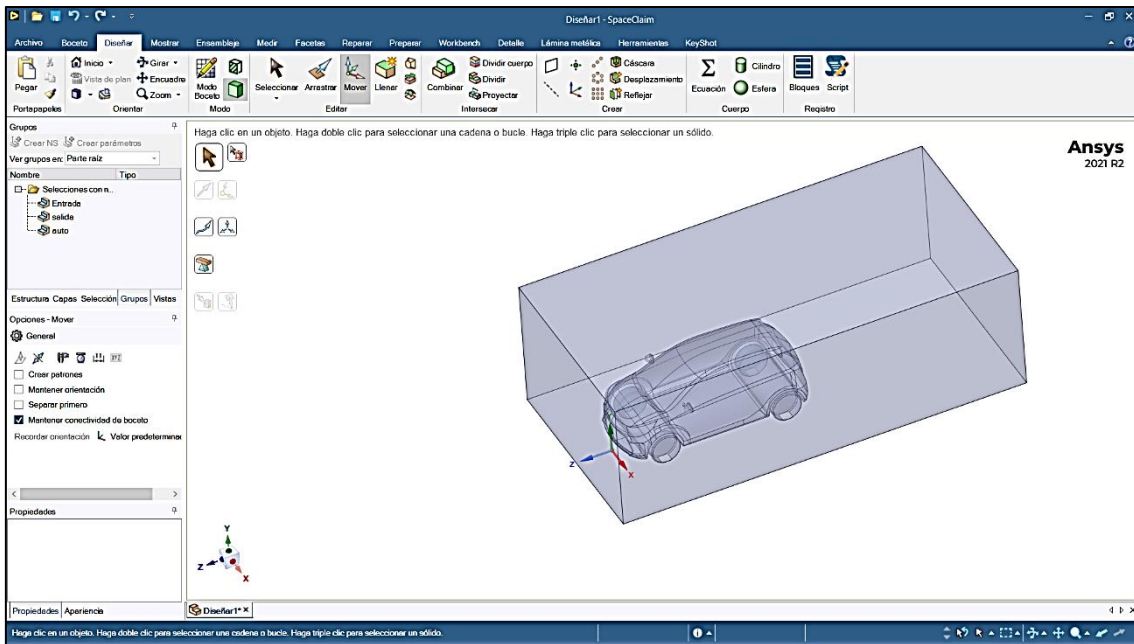 Diseñar1 - SpaceClaim
Archivo Boceto Diseñar Mostrar Ensamblaje Medir Facetas Reparar Preparar Workbench Detalle Lámina metálica Herramientas KeyShot
Pegar
Inicio
Vista de plan
Girar
Encuadre
Zoom
Modo Boceto
Seleccionar Arrastrar Mover Llenar
Combinar
Dividir cuerpo
Dividir
Proyectar
Cáscara
Desplazamiento
Reflejar
Ecuación
Cilindro
Esfera
Bloques Script
Portapapeles Orientar Modo Editar Intersecar Crear Cuerpo Registro
Grupos
Crear NS Crear parámetros
Ver grupos en: Parte raíz
Nombre Tipo
Selecciones con n..
Entrada
salida
auto
Estructura Capas Selección Grupos Vistas
Opciones - Mover
General
XYZ
Crear patrones
Mantener orientación
Separar primero
Mantener conectividad de boceto
Recordar orientación Valor predeterminad
Propiedades
Propiedades Apariencia
Haga clic en un objeto. Haga doble clic para seleccionar una cadena o bucle. Haga triple clic para seleccionar un sólido.
Ansys
2021 R2
Y
Z
X
Y
Z
X
Diseñar1*
Haga clic en un objeto. Haga doble clic para seleccionar una cadena o bucle. Haga triple clic para seleccionar un sólido.